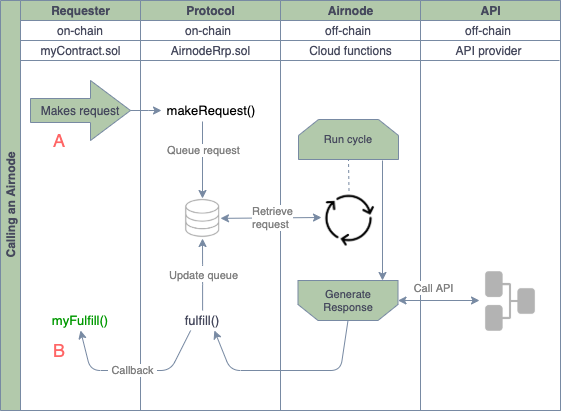 Requester
Protocol
Airnode
API
on-chain
on-chain
off-chain
off-chain
myContract.sol
AirnodeRrp.sol
Cloud functions
API provider
Calling an Airnode
Makes request
makeRequest()
A
Queue request
Run cycle
Retrieve
request
Update queue
Generate
Response
Call API
myFulfill()
fulfill()
B
Callback